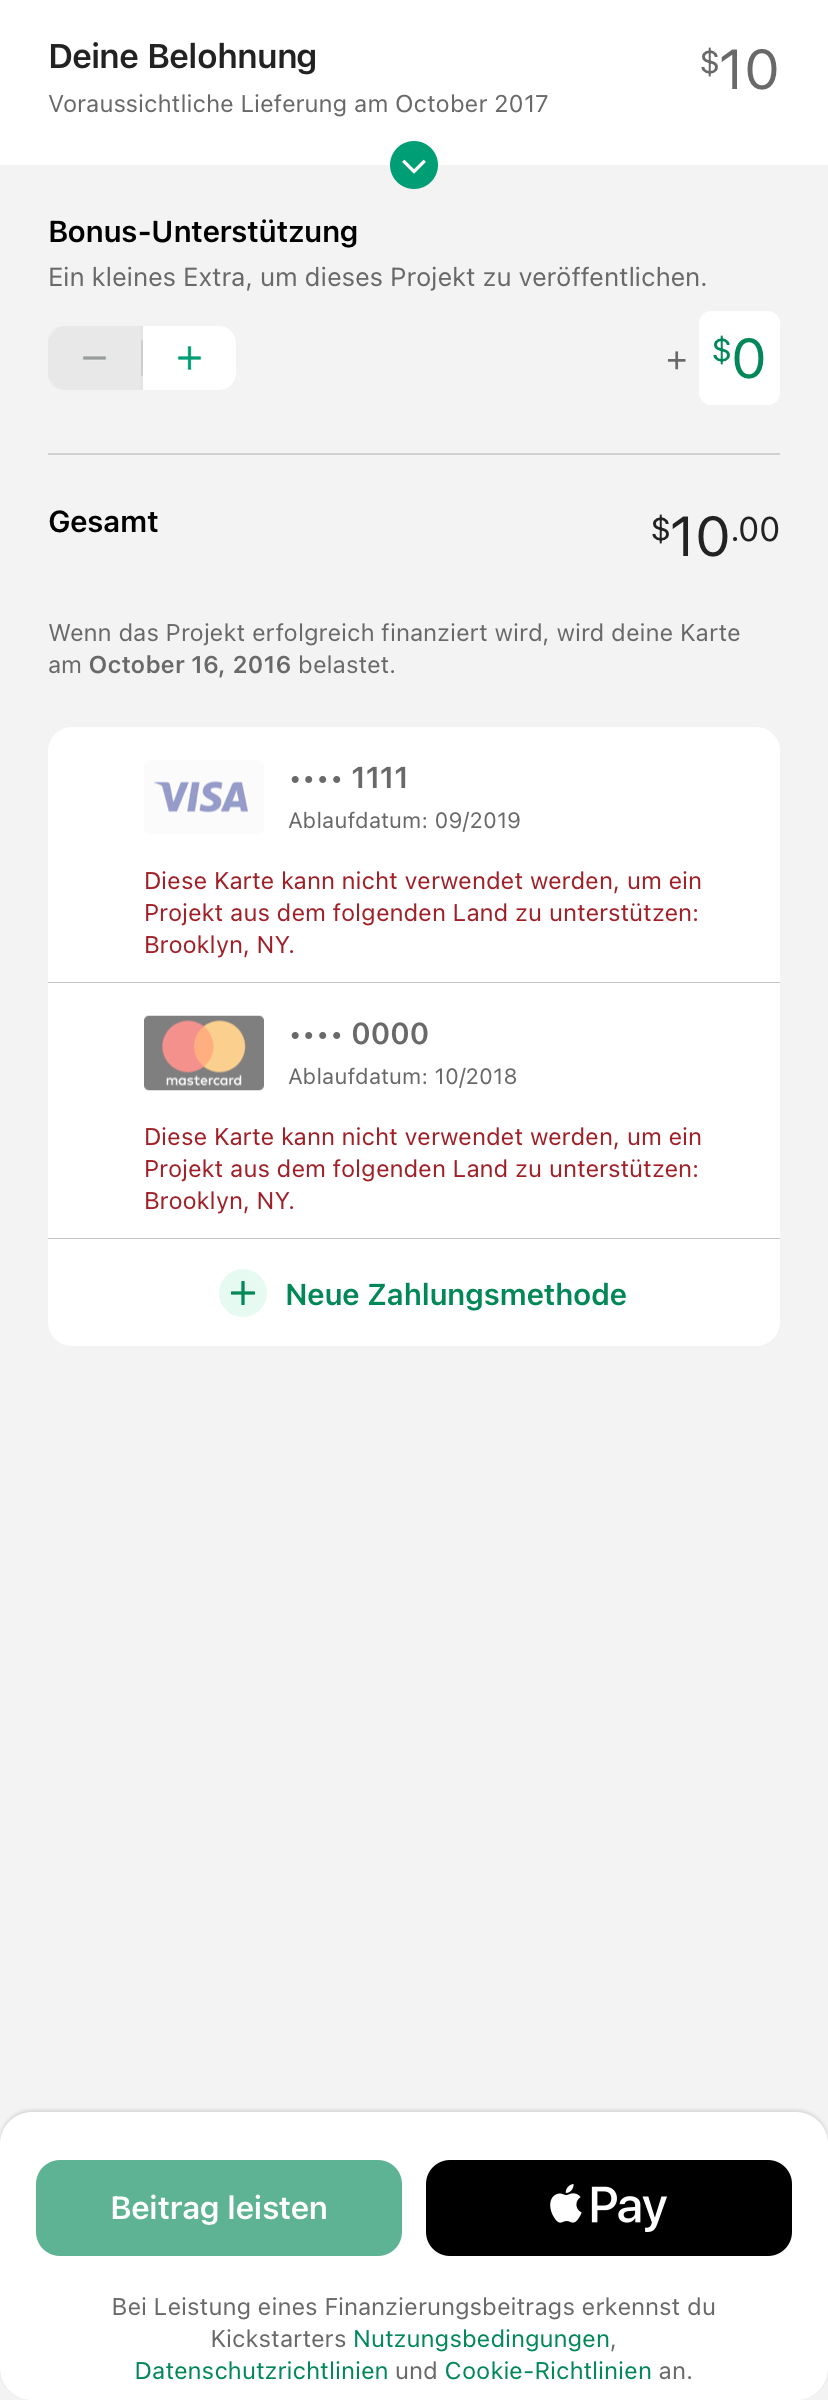 Deine Belohnung
$10
Voraussichtliche Lieferung am October 2017
Bonus-Unterstützung
Ein kleines Extra, um dieses Projekt zu veröffentlichen.
− + + $0
Gesamt
$10.00
Wenn das Projekt erfolgreich finanziert wird, wird deine Karte
am October 16, 2016 belastet.
VISA
•••• 1111
Ablaufdatum: 09/2019
Diese Karte kann nicht verwendet werden, um ein
Projekt aus dem folgenden Land zu unterstützen:
Brooklyn, NY.
mastercard
•••• 0000
Ablaufdatum: 10/2018
Diese Karte kann nicht verwendet werden, um ein
Projekt aus dem folgenden Land zu unterstützen:
Brooklyn, NY.
+ Neue Zahlungsmethode
Beitrag leisten
Pay
Bei Leistung eines Finanzierungsbeitrags erkennst du
Kickstarters Nutzungsbedingungen,
Datenschutzrichtlinien und Cookie-Richtlinien an.